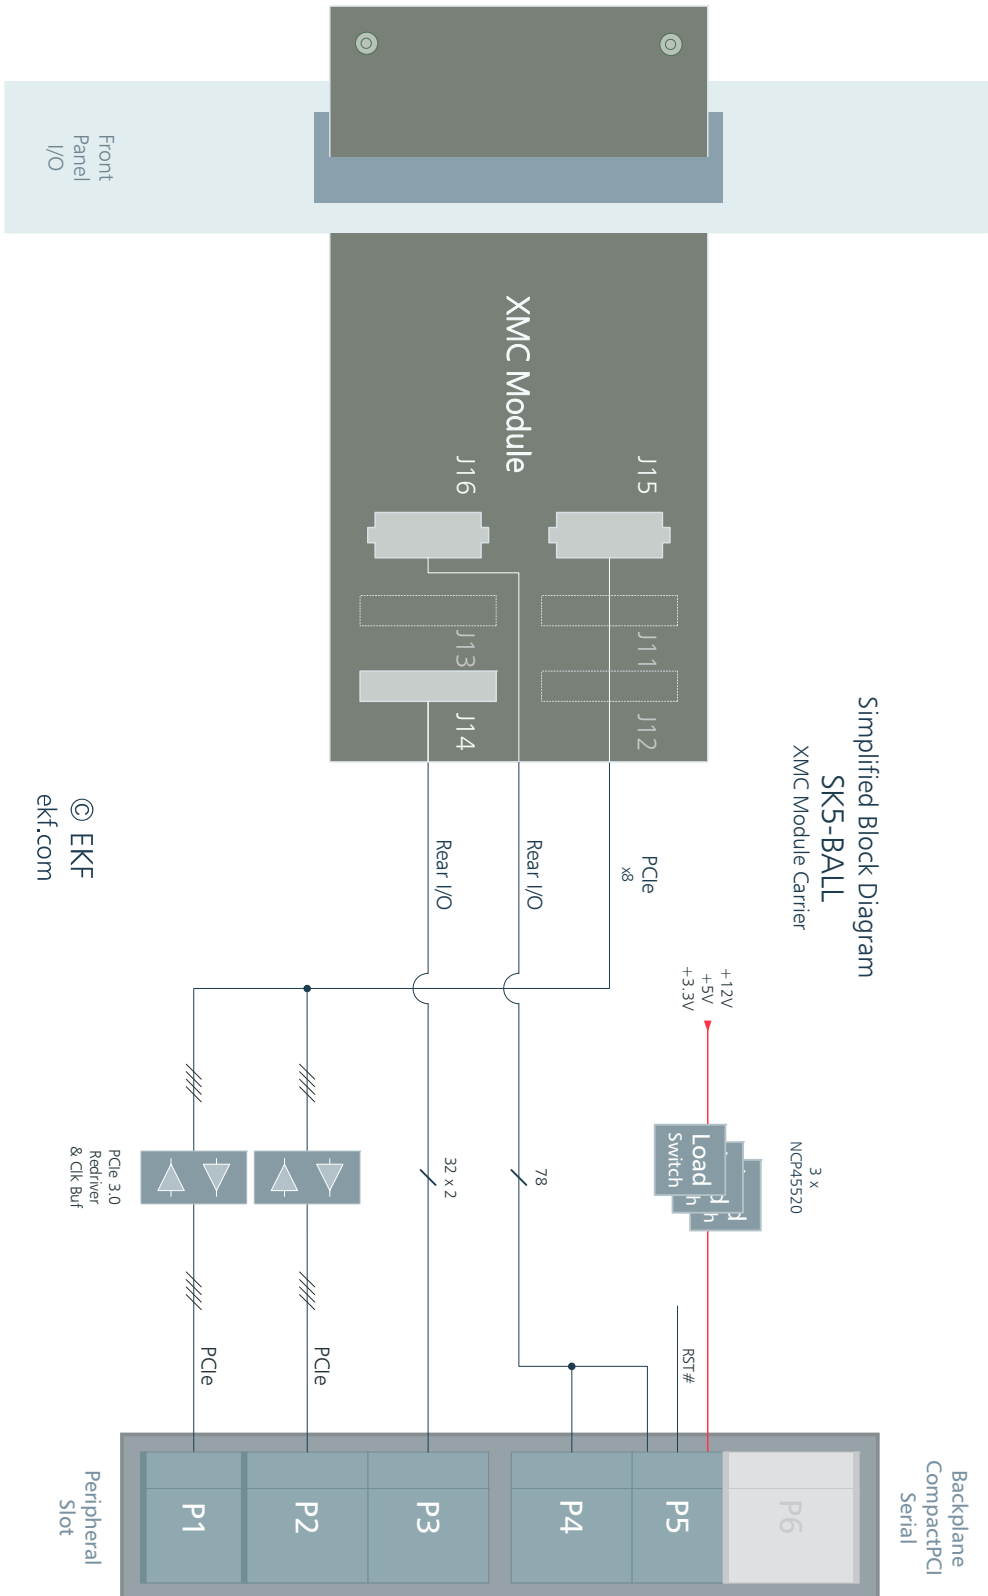 Simplified Block Diagram
SK5-BALL
XMC Module Carrier
Front
Panel
I/O
XMC Module
J15
J16
J11
J13
J12
J14
PCIe
x8
Rear I/O
Rear I/O
© EKF
ekf.com
+12V
+5V
+3.3V
3 x
NCP45520
Load
Switch
d
h
d
h
78
32 x 2
PCIe 3.0
Redriver
& Clk Buf
RST#
PCIe
PCIe
Backplane
CompactPCI
Serial
P6
P5
P4
P3
P2
P1
Peripheral
Slot